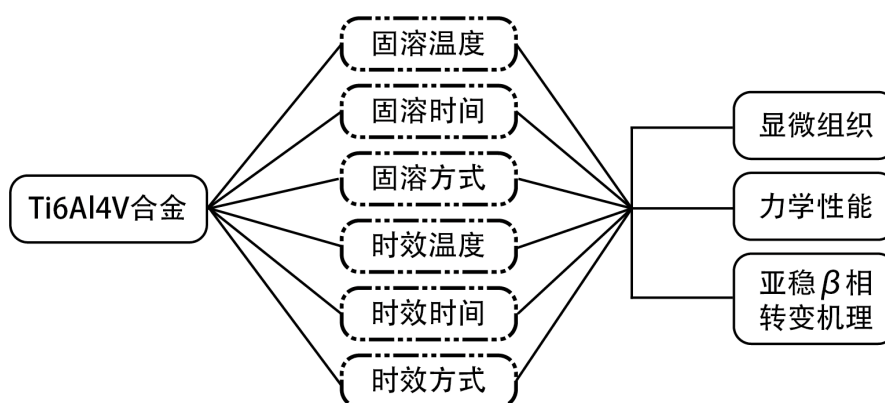 Ti6Al4V合金
固溶温度
固溶时间
固溶方式
时效温度
时效时间
时效方式
显微组织
力学性能
亚稳β相
转变机理